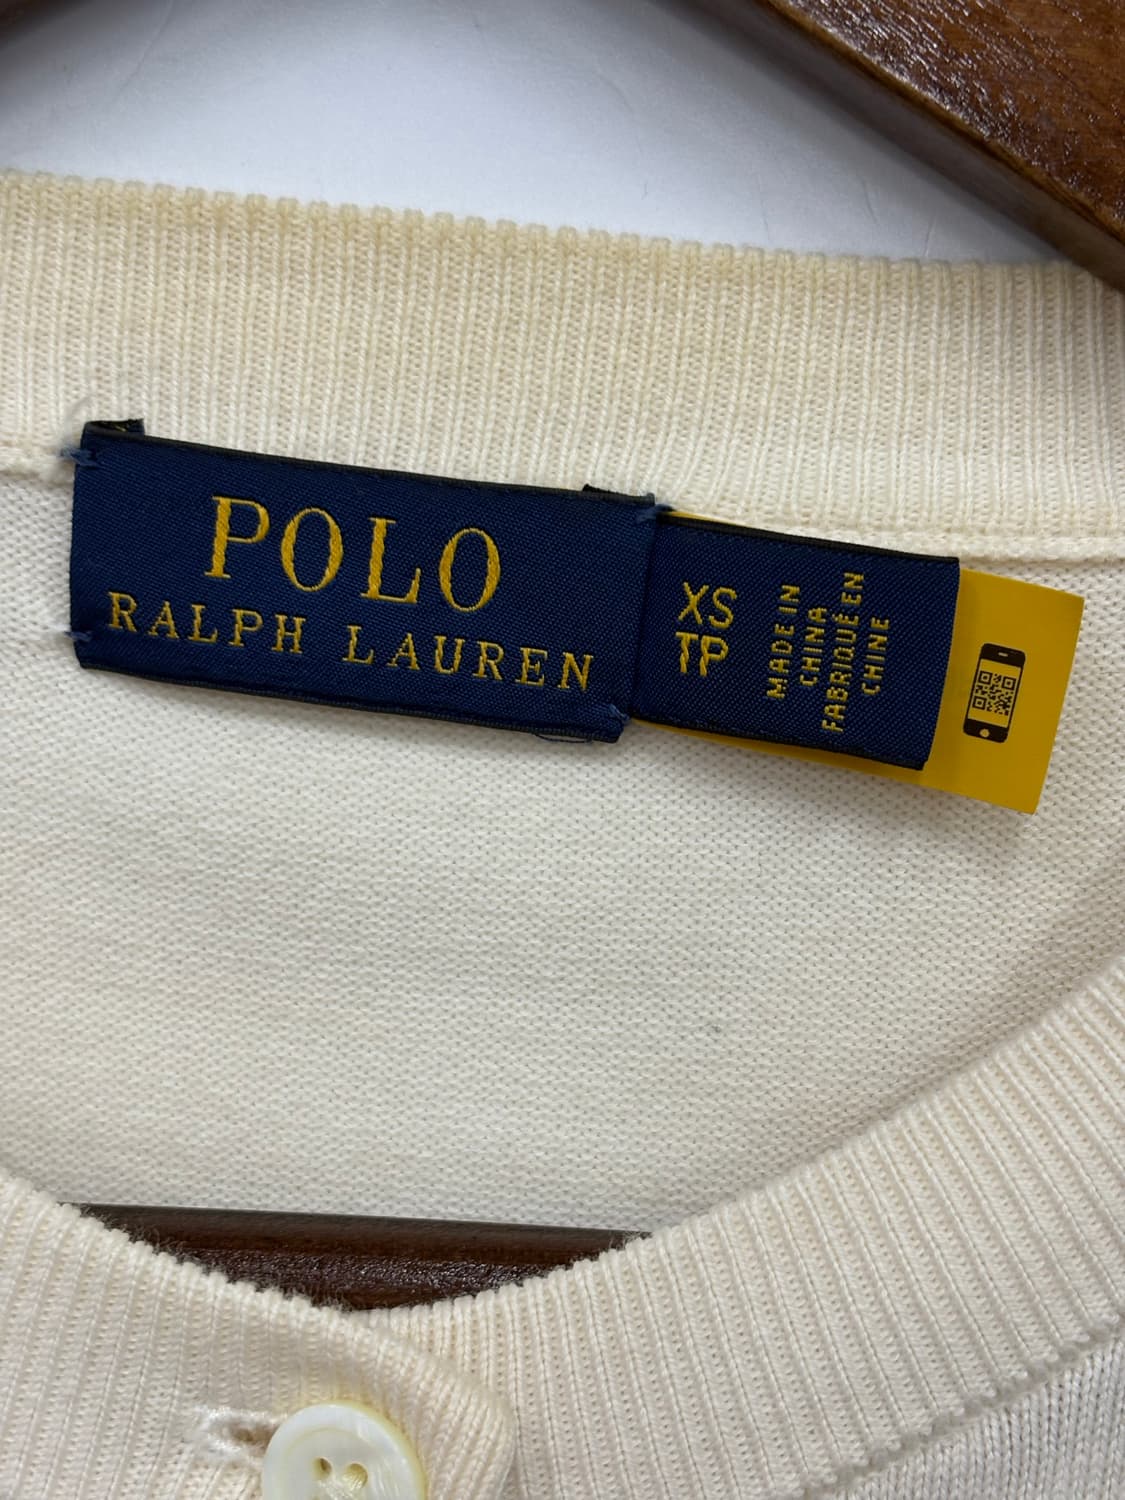 POLO
RALPH LAUREN
XS
TP
MADE IN
CHINA
FABRIQUÉ EN
CHINE